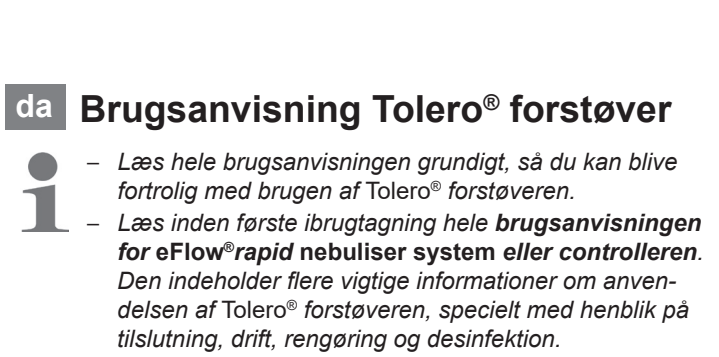 da Brugsanvisning Tolero® forstøver
– Læs hele brugsanvisningen grundigt, så du kan blive
fortrolig med brugen af Tolero® forstøveren.
– Læs inden første ibrugtagning hele brugsanvisningen
for eFlow®rapid nebuliser system eller controlleren.
Den indeholder flere vigtige informationer om anven-
delsen af Tolero® forstøveren, specielt med henblik på
tilslutning, drift, rengøring og desinfektion.